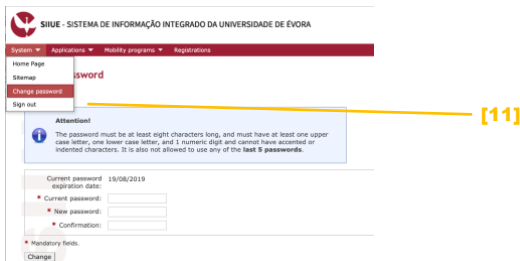 SIIUE - SISTEMA DE INFORMAÇÃO INTEGRADO DA UNIVERSIDADE DE ÉVORA
System Applications Mobility programs Registrations
Home Page
Sitemap
Change password
Sign out
ssword
[11]
Attention!
The password must be at least eight characters long, and must have at least one upper
case letter, one lower case letter, and 1 numeric digit and cannot have accented or
indented characters. It is also not allowed to use any of the last 5 passwords.
Current password
expiration date: 19/08/2019
* Current password:
* New password:
* Confirmation:
* Mandatory fields.
Change